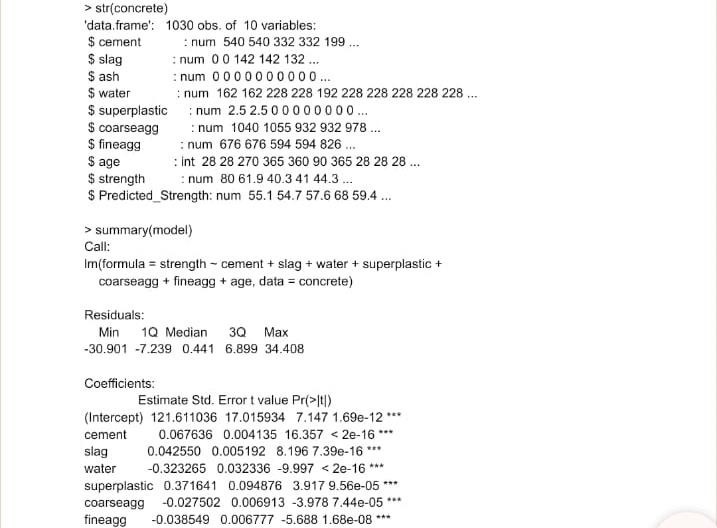 > str(concrete)
'data.frame': 1030 obs. of 10 variables:
$ cement : num 540 540 332 332 199 ...
$ slag : num 0 0 142 142 132 ...
$ ash : num 0 0 0 0 0 0 0 0 0 0 ...
$ water : num 162 162 228 228 192 228 228 228 228 228 ...
$ superplastic : num 2.5 2.5 0 0 0 0 0 0 0 0 ...
$ coarseagg : num 1040 1055 932 932 978 ...
$ fineagg : num 676 676 594 594 826 ...
$ age : int 28 28 270 365 360 90 365 28 28 28 ...
$ strength : num 80 61.9 40.3 41 44.3 ...
$ Predicted_Strength: num 55.1 54.7 57.6 68 59.4 ...
> summary(model)
Call:
lm(formula = strength ~ cement + slag + water + superplastic +
coarseagg + fineagg + age, data = concrete)
Residuals:
Min 1Q Median 3Q Max
-30.901 -7.239 0.441 6.899 34.408
Coefficients:
Estimate Std. Error t value Pr(>|t|)
(Intercept) 121.611036 17.015934 7.147 1.69e-12 ***
cement 0.067636 0.004135 16.357 < 2e-16 ***
slag 0.042550 0.005192 8.196 7.39e-16 ***
water -0.323265 0.032336 -9.997 < 2e-16 ***
superplastic 0.371641 0.094876 3.917 9.56e-05 ***
coarseagg -0.027502 0.006913 -3.978 7.44e-05 ***
fineagg -0.038549 0.006777 -5.688 1.68e-08 ***